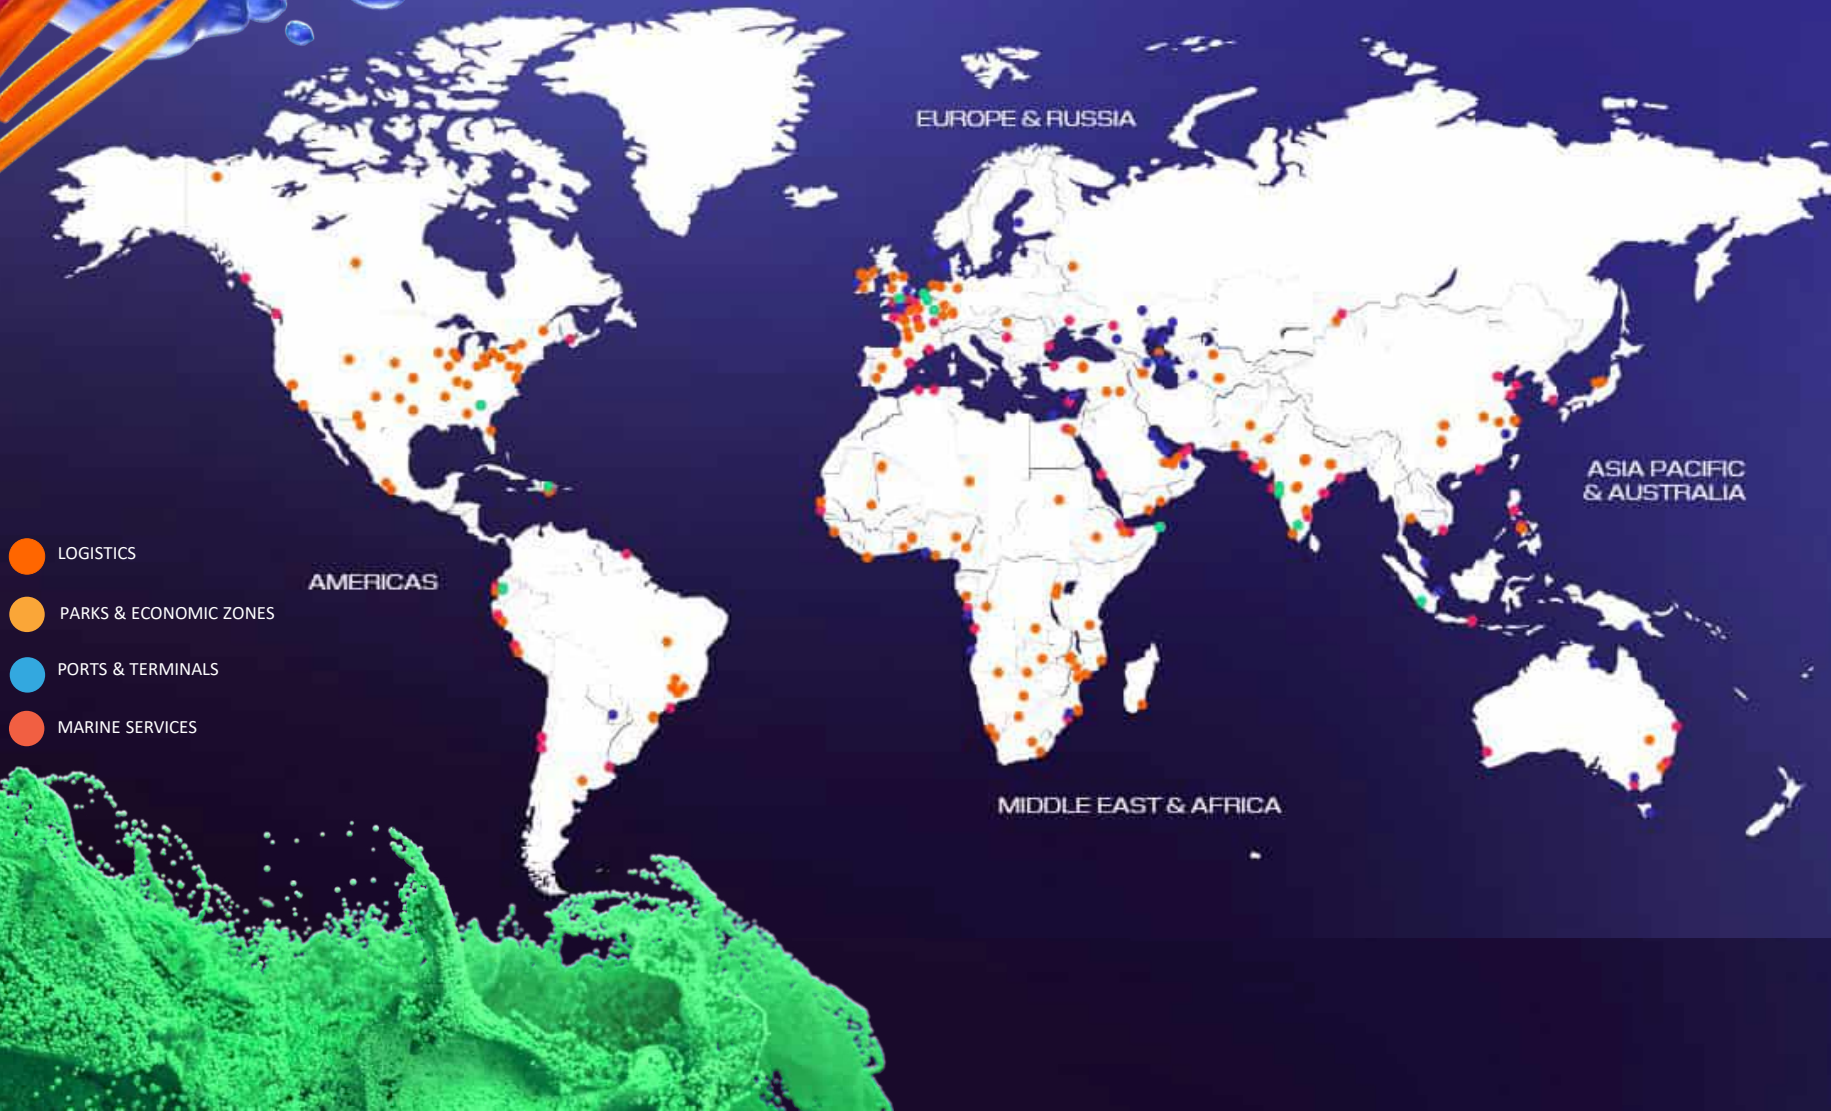 EUROPE & RUSSIA
ASIA PACIFIC
& AUSTRALIA
LOGISTICS
AMERICAS
PARKS & ECONOMIC ZONES
PORTS & TERMINALS
MARINE SERVICES
MIDDLE EAST & AFRICA